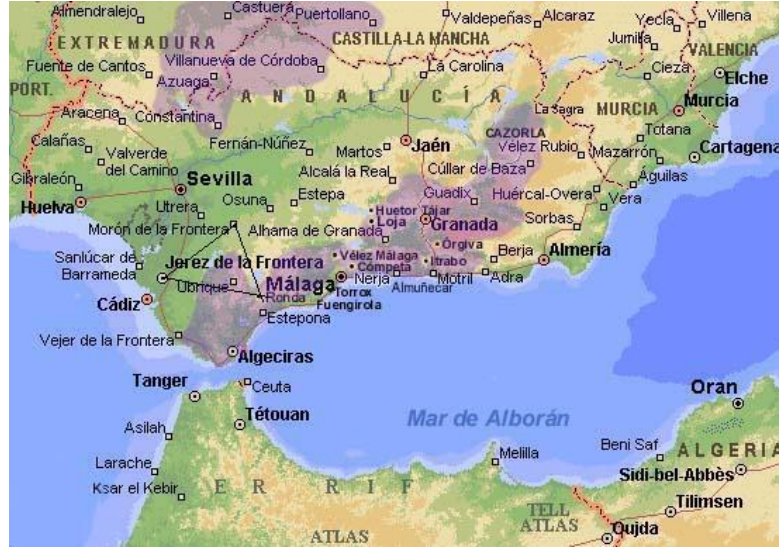 Almendralejo
Castuera
Puertollano
Valdepeñas
Alcaraz
Yecla
Villena
EXTREMADURA
CASTILLA-LA MANCHA
Jumilla
VALENCIA
Fuente de Cantos
Villanueva de Córdoba
La Carolina
Cieza
Elche
PORT.
Azuaga
ANDALUCÍA
La Sagra
MURCIA
Murcia
Aracena
Constantina
CAZORLA
Totana
Calañas
Fernán-Núñez
Martos
Jaén
Vélez Rubio
Mazarrón
Cartagena
Valverde
del Camino
Alcalá la Real
Cúllar de Baza
Gibraleón
Sevilla
Estepa
Guadix
Huércal-Overa
Aguilas
Huelva
Utrera
Osuna
Huetor Tájar
Loja
Granada
Sorbas
Vera
Morón de la Frontera
Alhama de Granada
Órgiva
Berja
Almería
Sanlúcar de
Barrameda
Jerez de la Frontera
Vélez Málaga
Cómpeta
Itrabo
Ubrique
Málaga
Nerja
Motril
Adra
Almuñecar
Cádiz
Ronda
Torrox
Fuengirola
Estepona
Vejer de la Frontera
Algeciras
Tanger
Ceuta
Oran
Tétouan
Mar de Alborán
Asilah
Melilla
Beni Saf
ALGERIA
Larache
Sidi-bel-Abbès
Ksar el Kebir
ER RIF
TELL
ATLAS
Tilimsen
ATLAS
Oujda